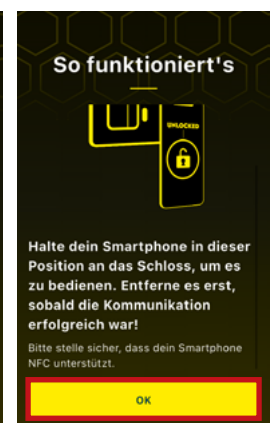 So funktioniert's
UNLOCKED
Halte dein Smartphone in dieser
Position an das Schloss, um es
zu bedienen. Entferne es erst,
sobald die Kommunikation
erfolgreich war!
Bitte stelle sicher, dass dein Smartphone
NFC unterstützt.
OK